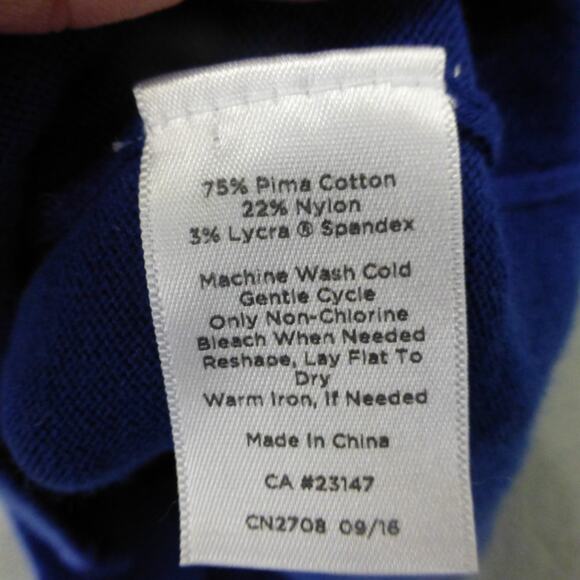 75% Pima Cotton
22% Nylon
3% Lycra ® Spandex
Machine Wash Cold
Gentle Cycle
Only Non-Chlorine
Bleach When Needed
Reshape, Lay Flat To
Dry
Warm Iron, If Needed
Made In China
CA #23147
CN2708 09/16